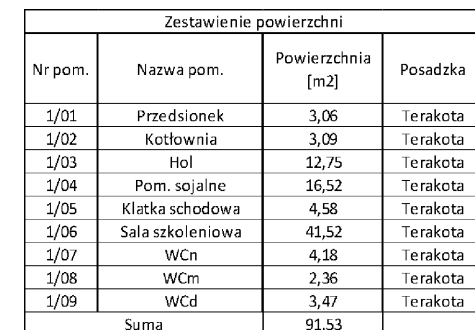 Zestawienie powierzchni
Nr pom. Nazwa pom. Powierzchnia [m2] Posadzka
1/01 Przedsionek 3,06 Terakota
1/02 Kotłownia 3,09 Terakota
1/03 Hol 12,75 Terakota
1/04 Pom. sojalne 16,52 Terakota
1/05 Klatka schodowa 4,58 Terakota
1/06 Sala szkoleniowa 41,52 Terakota
1/07 WCn 4,18 Terakota
1/08 WCm 2,36 Terakota
1/09 WCd 3,47 Terakota
Suma 91,53